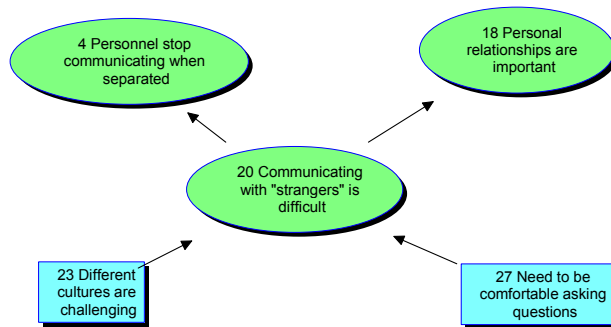 4 Personnel stop
communicating when
separated
18 Personal
relationships are
important
20 Communicating
with "strangers" is
difficult
23 Different
cultures are
challenging
27 Need to be
comfortable asking
questions